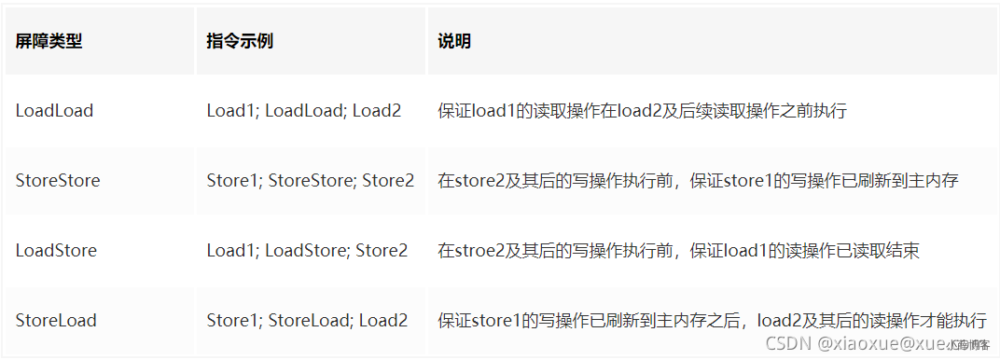 屏障类型 指令示例 说明
LoadLoad Load1; LoadLoad; Load2 保证load1的读取操作在load2及后续读取操作之前执行
StoreStore Store1; StoreStore; Store2 在store2及其后的写操作执行前，保证store1的写操作已刷新到主内存
LoadStore Load1; LoadStore; Store2 在stroe2及其后的写操作执行前，保证load1的读操作已读取结束
StoreLoad Store1; StoreLoad; Load2 保证store1的写操作已刷新到主内存之后，load2及其后的读操作才能执行
CSDN @xiaoxue@xue